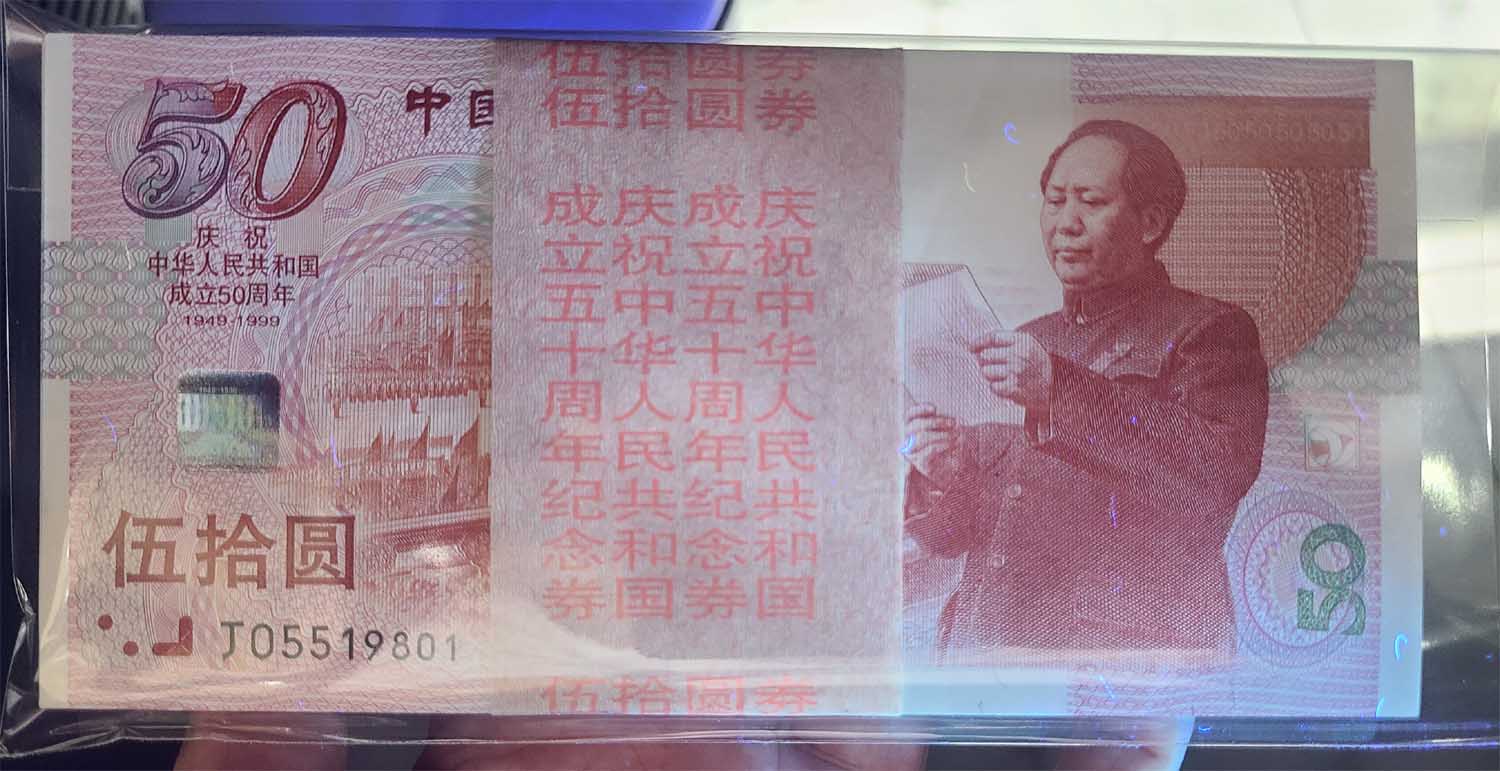 50
中
庆祝
中华人民共和国
成立50周年
1949-1999
伍拾圆
J05519801
伍拾圆券
伍拾圆券
庆祝中华人民共和国
成立五十周年纪念券
庆祝中华人民共和国
成立五十周年纪念券
伍拾圆券
50